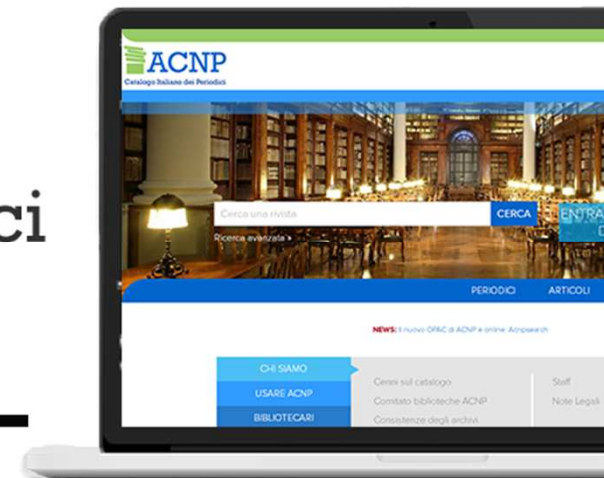 ACNP
Catalogo Italiano dei Periodici
ci
Cerca una rivista
CERCA
ENTRA
D
Ricerca avanzata >
PERIODICI
ARTICOLI
NEWS: Il nuovo OPAC di ACNP è online: Acnpsearch
CHI SIAMO
USARE ACNP
BIBLIOTECARI
Cenni sul catalogo
Comitato biblioteche ACNP
Consistenze degli archivi
Staff
Note Legali